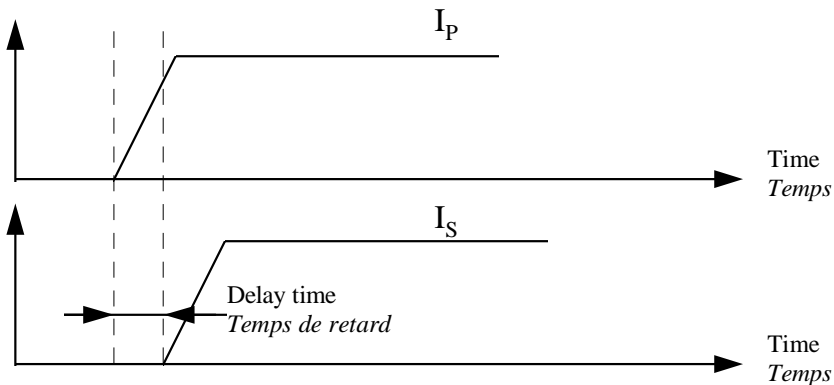 I_P
Time
Temps
I_S
Delay time
Temps de retard
Time
Temps